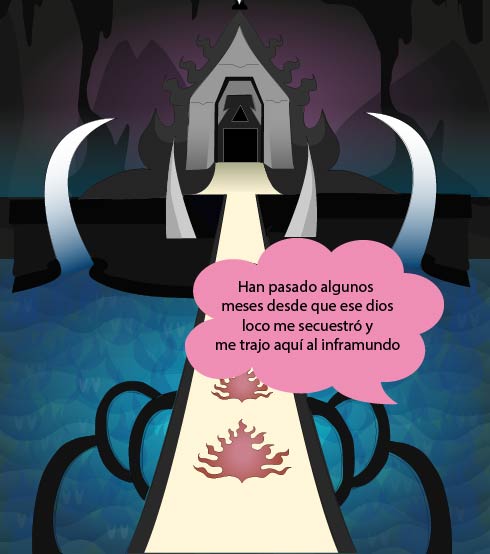 Han pasado algunos
meses desde que ese dios
loco me secuestró y
me trajo aquí al inframundo